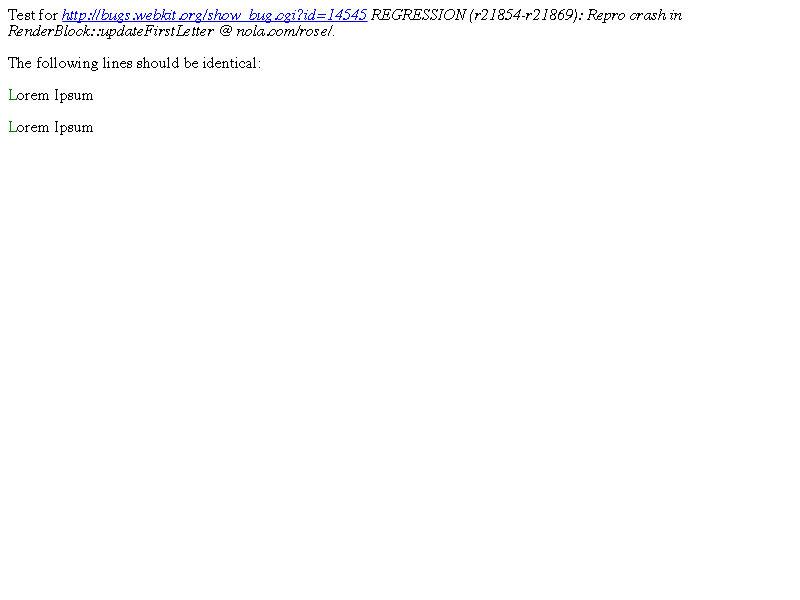 Test for http://bugs.webkit.org/show_bug.cgi?id=14545 REGRESSION (r21854-r21869): Repro crash in
RenderBlock::updateFirstLetter @ nola.com/rose/.
The following lines should be identical:
Lorem Ipsum
Lorem Ipsum